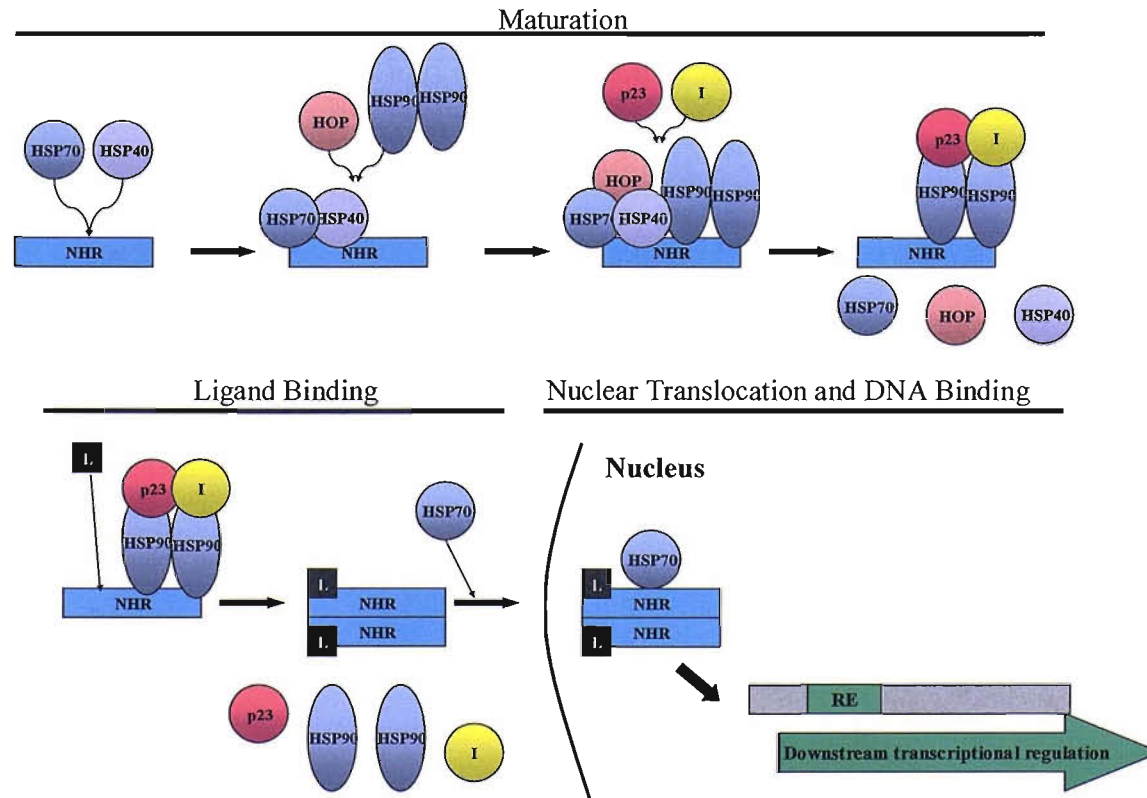 Maturation
HSP70
HSP40
NHR
HOP
HSP90
HSP90
HSP70
HSP40
NHR
p23
I
HOP
HSP7
HSP40
HSP90
HSP90
NHR
p23
I
HSP90
HSP90
NHR
HSP70
HOP
HSP40
Ligand Binding
L
p23
I
HSP90
HSP90
NHR
L
NHR
L
NHR
HSP70
p23
HSP90
HSP90
I
Nuclear Translocation and DNA Binding
Nucleus
HSP70
L
NHR
L
NHR
RE
Downstream transcriptional regulation